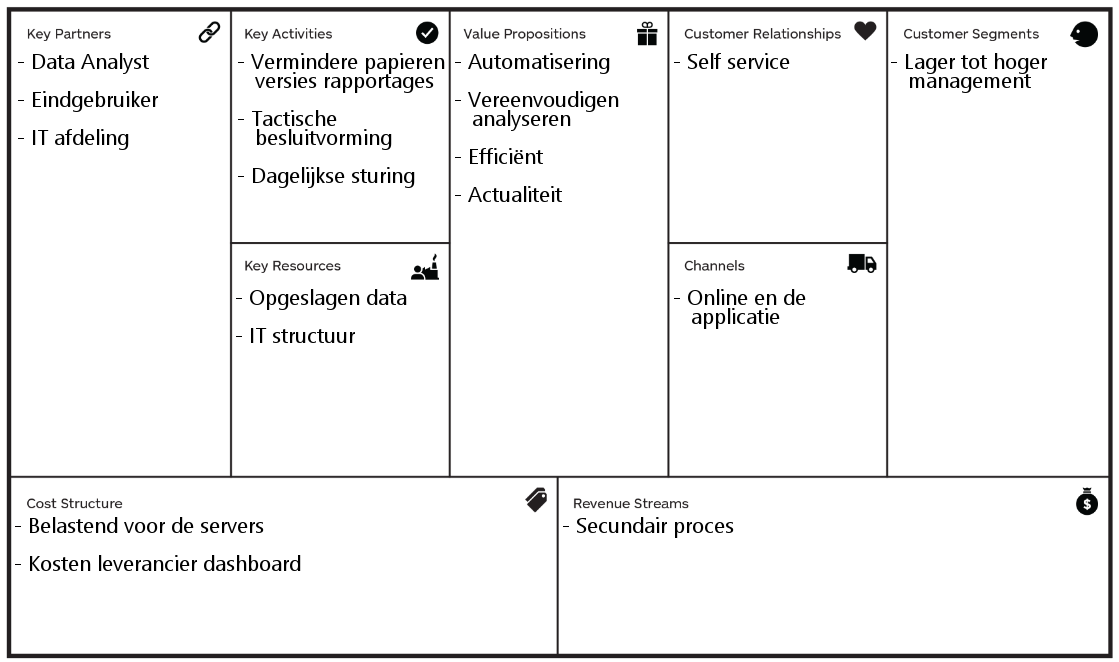 Key Partners
- Data Analyst
- Eindgebruiker
- IT afdeling
Key Activities
- Vermindere papieren
versies rapportages
- Tactische
besluitvorming
- Dagelijkse sturing
Key Resources
- Opgeslagen data
- IT structuur
Value Propositions
- Automatisering
- Vereenvoudigen
analyseren
- Efficiënt
- Actualiteit
Customer Relationships
- Self service
Channels
- Online en de
applicatie
Customer Segments
- Lager tot hoger
management
Cost Structure
- Belastend voor de servers
- Kosten leverancier dashboard
Revenue Streams
$
- Secundair proces